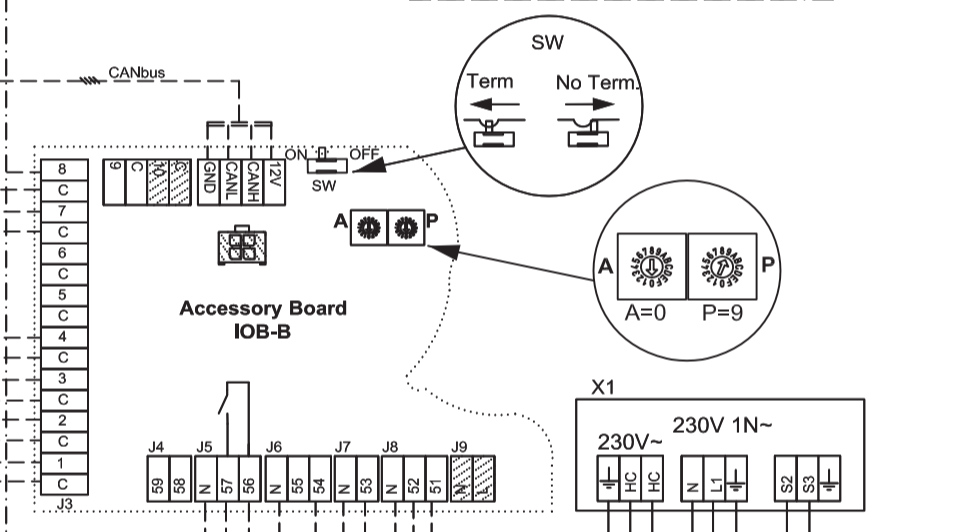 SW
Term No Term.
CANbus
ON OFF
SW
9 C 10 C
GND CANL CANH 12V
8
C
7
C
6
C
5
C
4
C
3
C
2
C
1
C
J3
A P
Accessory Board
IOB-B
A P
456789ABCDEF0123 456789ABCDEF0123
A=0 P=9
J4 J5 J6 J7 J8 J9
59 58 N 57 56 N 55 54 N 53 N 52 51 N L
X1
230V 1N~
230V~
HC HC N L1 S2 S3